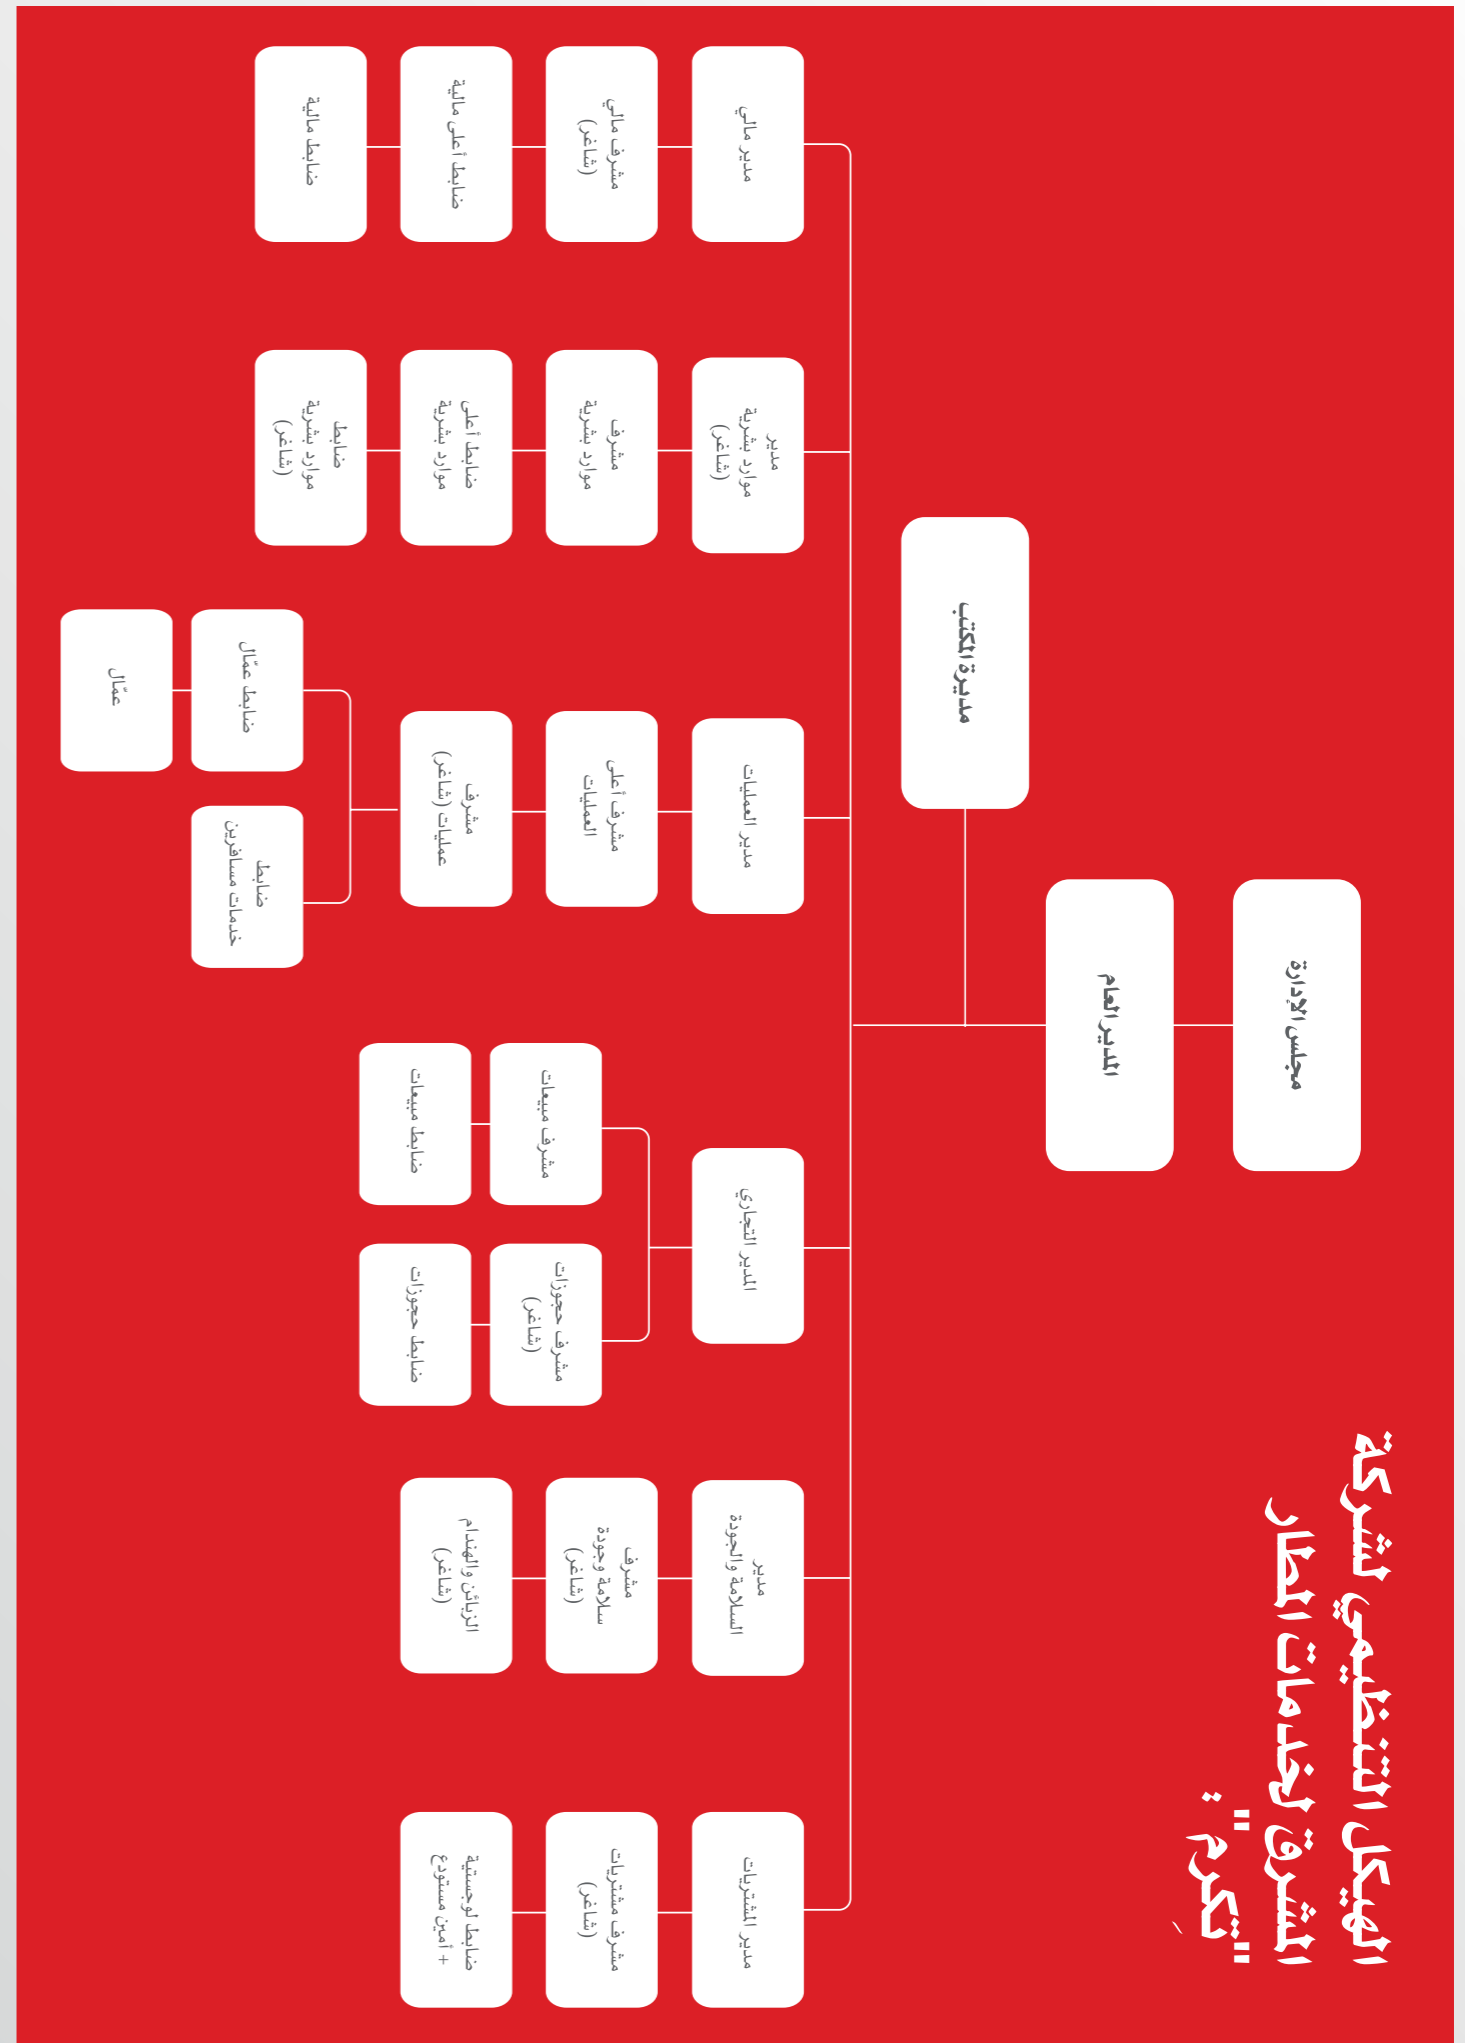 الهيكل التنظيمي لشركة
المشرق لخدمات المطار
"تِكرم":
مجلس الإدارة
المدير العام
مديرة المكتب
مدير المشتريات
مشرف مشتريات
(شاغر)
ضابط لوجستية
+ أمين مستودع
مدير
السلامة والجودة
مشرف
سلامة وجودة
(شاغر)
الزبائن والهندام
(شاغر)
المدير التجاري
مشرف حجوزات
(شاغر)
ضابط حجوزات
مشرف مبيعات
ضابط مبيعات
مدير العمليات
مشرف أعلى
العمليات
مشرف
عمليات (شاغر)
ضابط
خدمات مسافرين
ضابط عمّال
عمّال
مدير
موارد بشرية
(شاغر)
مشرف
موارد بشرية
ضابط أعلى
موارد بشرية
ضابط
موارد بشرية
(شاغر)
مدير مالي
مشرف مالي
(شاغر)
ضابط أعلى مالية
ضابط مالية